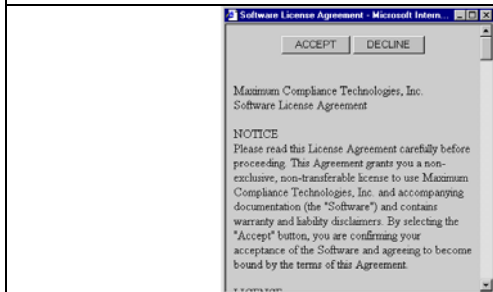 Software License Agreement - Microsoft Intern...
ACCEPT DECLINE
Maximum Compliance Technologies, Inc.
Software License Agreement
NOTICE
Please read this License Agreement carefully before
proceeding. This Agreement grants you a non-
exclusive, non-transferable license to use Maximum
Compliance Technologies, Inc. and accompanying
documentation (the "Software") and contains
warranty and liability disclaimers. By selecting the
"Accept" button, you are confirming your
acceptance of the Software and agreeing to become
bound by the terms of this Agreement.
LICENSE